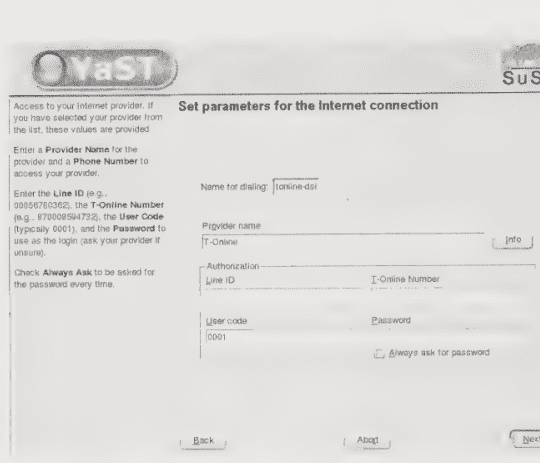 YaST
SuS
Access to your Internet provider. If
you have selected your provider from
the list, these values are provided
Enter a Provider Name for the
provider and a Phone Number to
access your provider.
Enter the Line ID (e.g.,
00056780362), the T-Online Number
(e.g., 870008594732), the User Code
(typically 0001), and the Password to
use as the login (ask your provider if
unsure).
Check Always Ask to be asked for
the password every time.
Set parameters for the Internet connection
Name for dialing: tonline-dsl
Provider name
T-Online
Info
Authorization
Line ID T-Online Number
User code Password
0001
Always ask for password
Back Abort Next